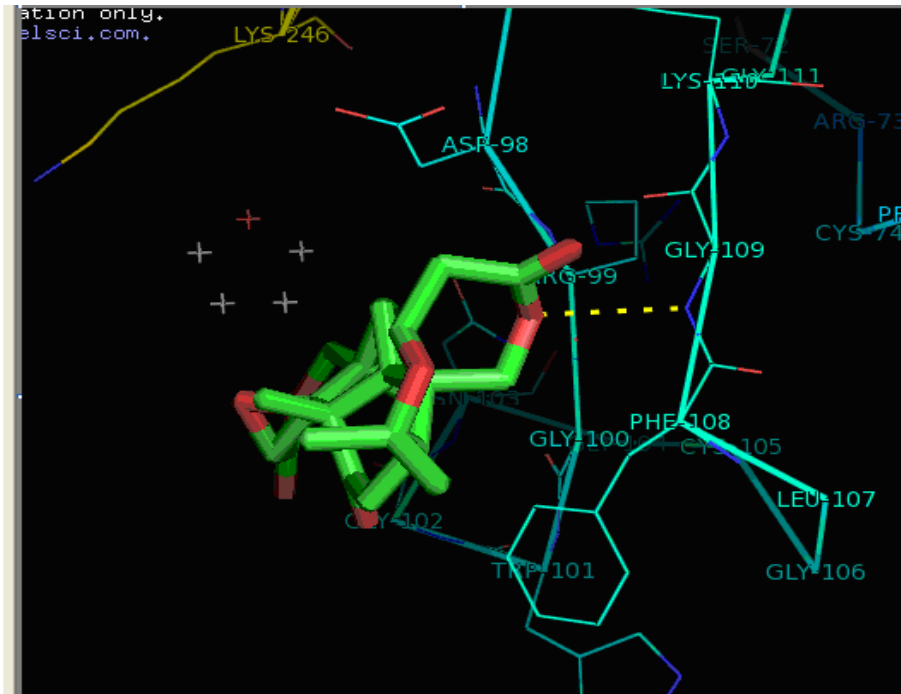 ation only.
elsci.com.
LYS-246
SER-72
LYS-110
GLY-111
ARG-73
ASP-98
CYS-74
GLY-109
ARG-99
PHE-108
GLY-100
CYS-105
LEU-107
GLY-102
TRP-101
GLY-106